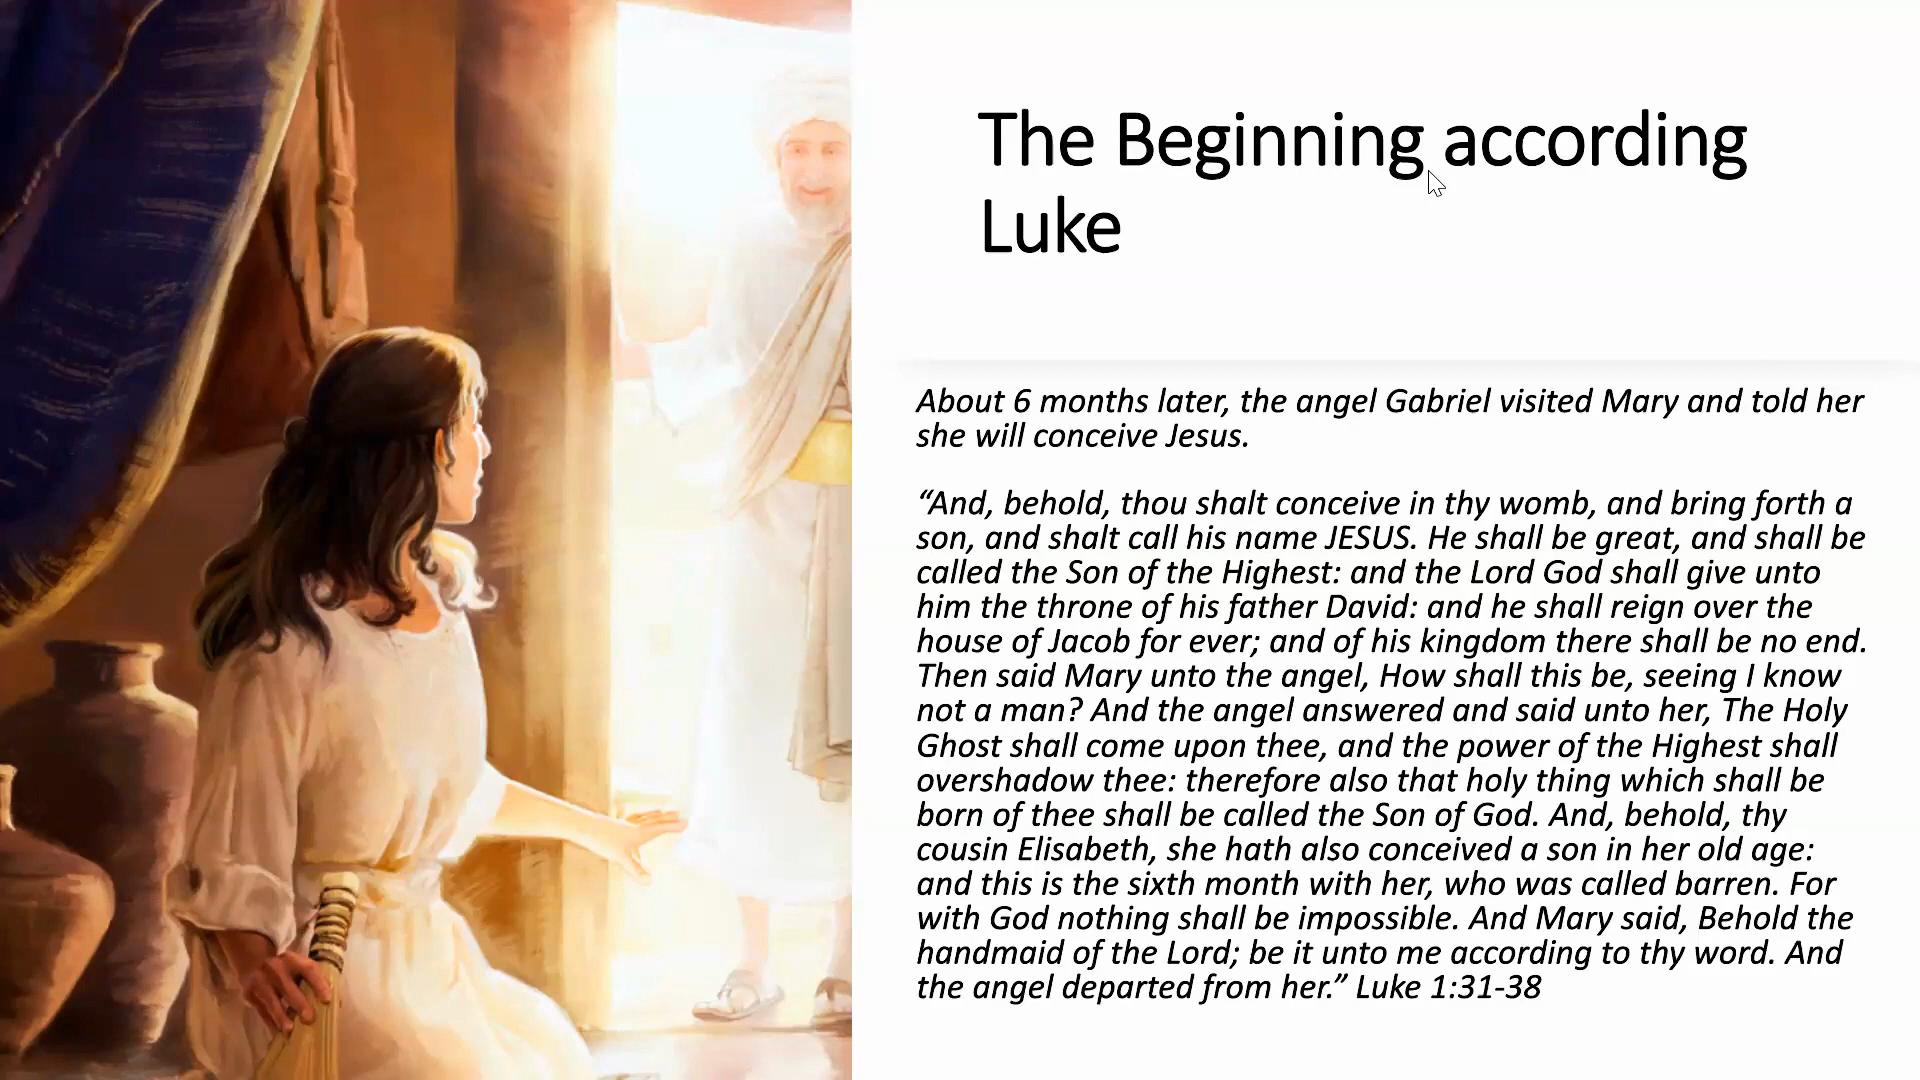 The Beginning according
Luke
About 6 months later, the angel Gabriel visited Mary and told her
she will conceive Jesus.
“And, behold, thou shalt conceive in thy womb, and bring forth a
son, and shalt call his name JESUS. He shall be great, and shall be
called the Son of the Highest: and the Lord God shall give unto
him the throne of his father David: and he shall reign over the
house of Jacob for ever; and of his kingdom there shall be no end.
Then said Mary unto the angel, How shall this be, seeing I know
not a man? And the angel answered and said unto her, The Holy
Ghost shall come upon thee, and the power of the Highest shall
overshadow thee: therefore also that holy thing which shall be
born of thee shall be called the Son of God. And, behold, thy
cousin Elisabeth, she hath also conceived a son in her old age:
and this is the sixth month with her, who was called barren. For
with God nothing shall be impossible. And Mary said, Behold the
handmaid of the Lord; be it unto me according to thy word. And
the angel departed from her.” Luke 1:31-38